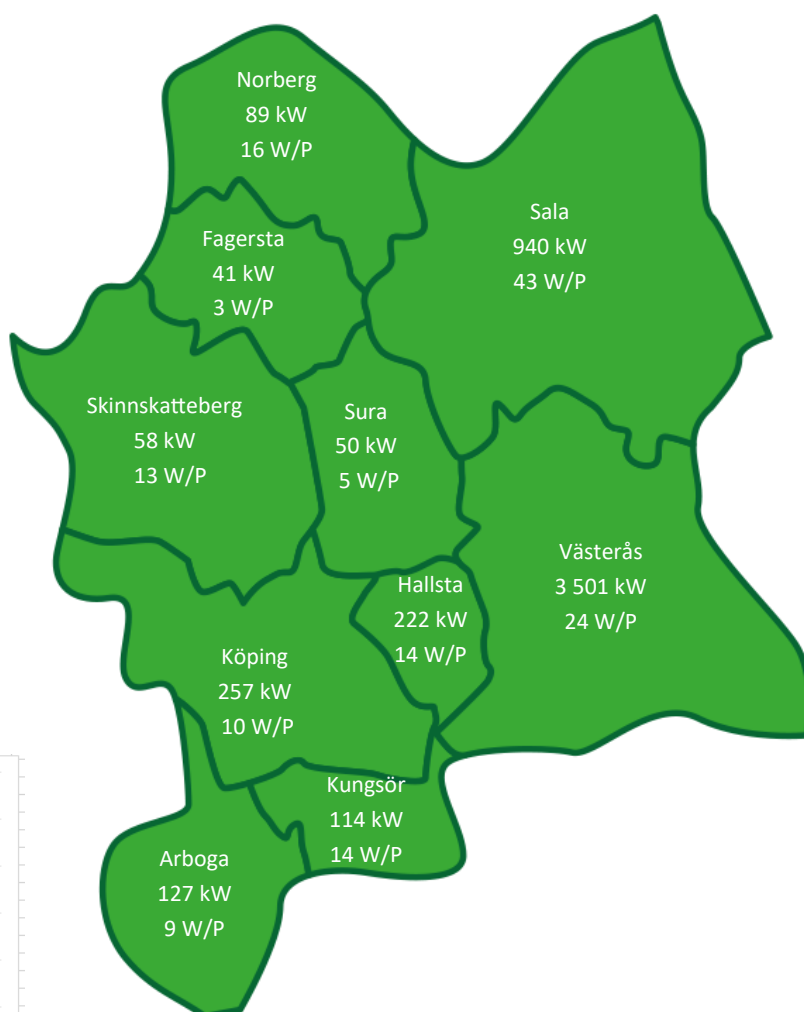 Norberg
89 kW
16 W/P
Sala
940 kW
43 W/P
Fagersta
41 kW
3 W/P
Skinnskatteberg
58 kW
13 W/P
Sura
50 kW
5 W/P
Västerås
3 501 kW
24 W/P
Hallsta
222 kW
14 W/P
Köping
257 kW
10 W/P
Kungsör
114 kW
14 W/P
Arboga
127 kW
9 W/P